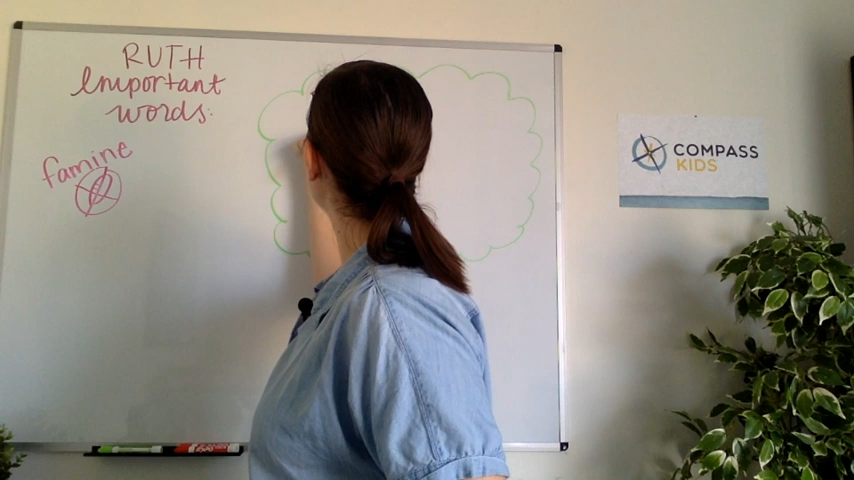 RUTH
Important
words:
famine
COMPASS
KIDS